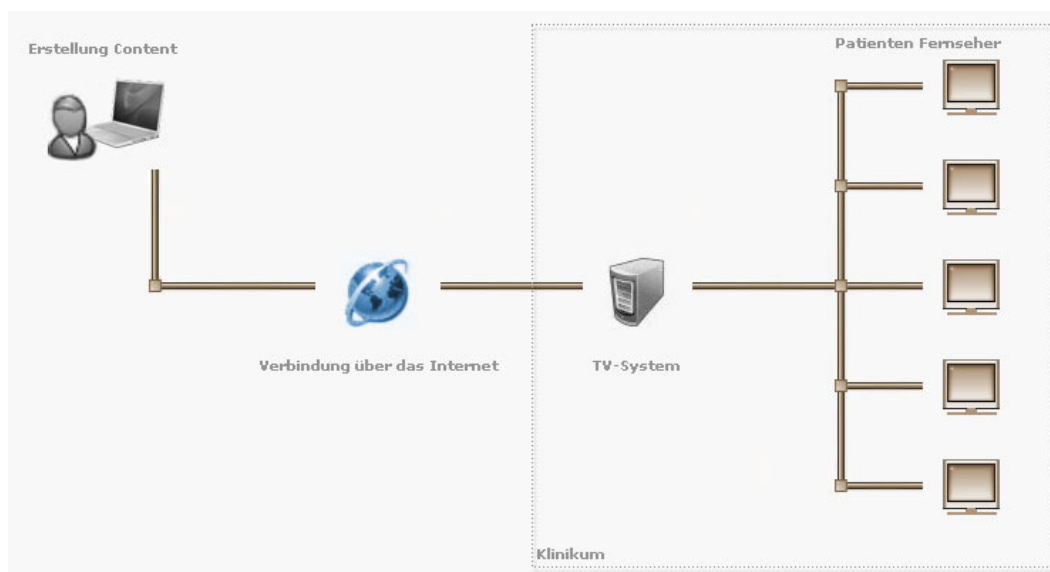 Erstellung Content
Patienten Fernseher
Verbindung über das Internet
TV-System
Klinikum